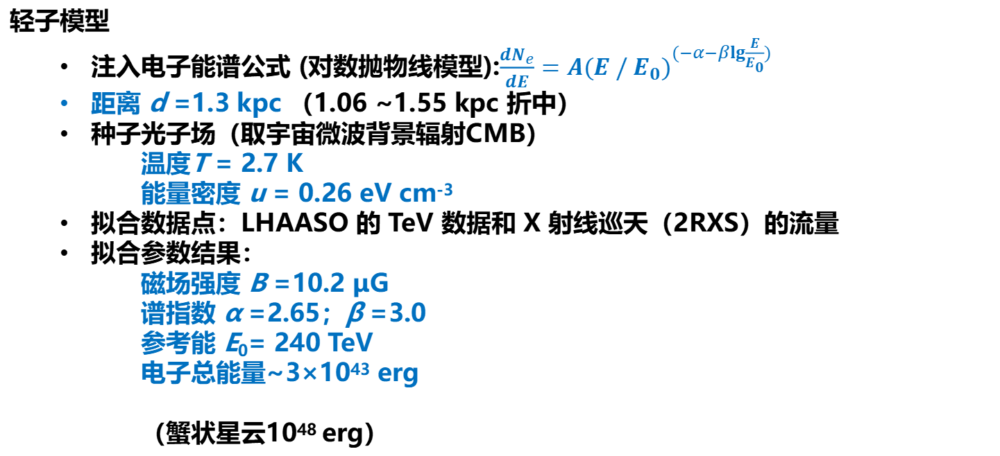 轻子模型
• 注入电子能谱公式 (对数抛物线模型):$\frac{dN_e}{dE} = A(E / E_0)^{(-\alpha-\beta \lg\frac{E}{E_0})}$
• 距离 d =1.3 kpc （1.06 ~1.55 kpc 折中）
• 种子光子场（取宇宙微波背景辐射CMB）
温度T = 2.7 K
能量密度 u = 0.26 eV cm⁻³
• 拟合数据点：LHAASO 的 TeV 数据和 X 射线巡天（2RXS）的流量
• 拟合参数结果：
磁场强度 B =10.2 μG
谱指数 α =2.65；β =3.0
参考能 E₀= 240 TeV
电子总能量~3×10⁴³ erg
（蟹状星云10⁴⁸ erg）